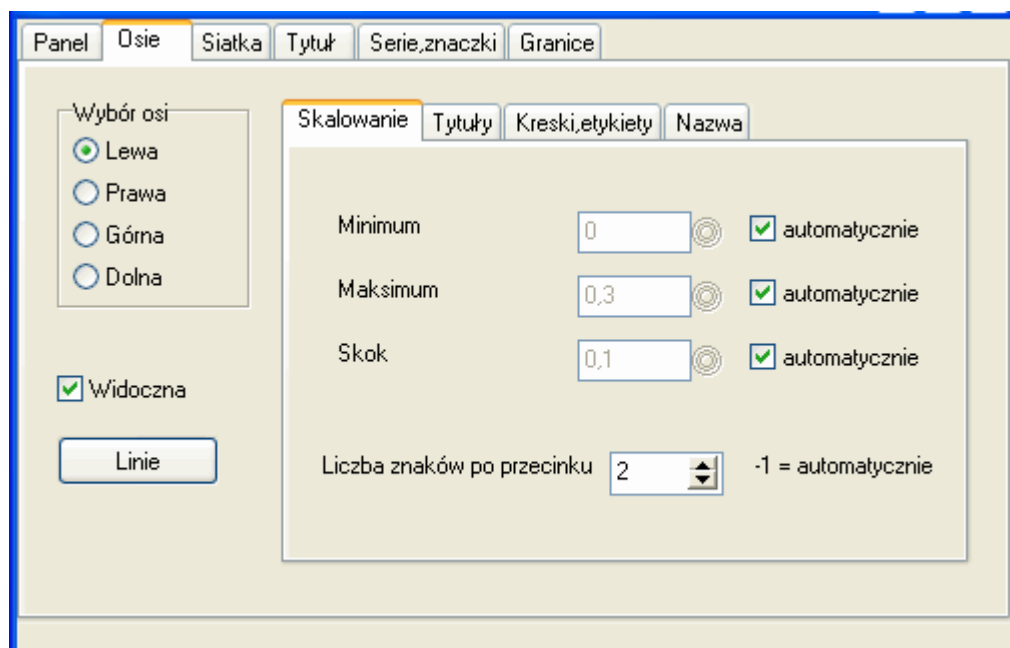 Panel Osie Siatka Tytuł Serie,znaczki Granice
Wybór osi
Lewa
Prawa
Górna
Dolna
Widoczna
Linie
Skalowanie Tytuły Kreski,etykiety Nazwa
Minimum 0 automatycznie
Maksimum 0,3 automatycznie
Skok 0,1 automatycznie
Liczba znaków po przecinku 2 -1 = automatycznie